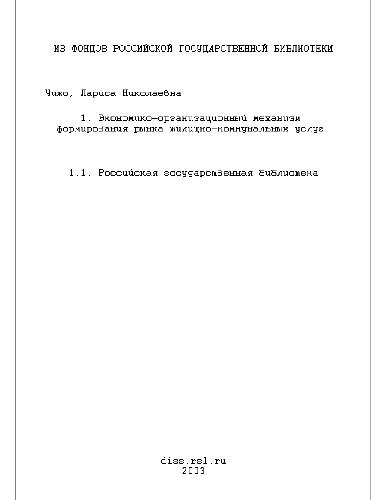 ИЗ ФОНДОВ РОССИЙСКОЙ ГОСУДАРСТВЕННОЙ БИБЛИОТЕКИ
Чижо, Лариса Николаевна
1. Экономико-организационный механизм
формирования рынка жилищно-коммунальных услуг
1.1. Российская государственная библиотека
diss.rsl.ru
2003